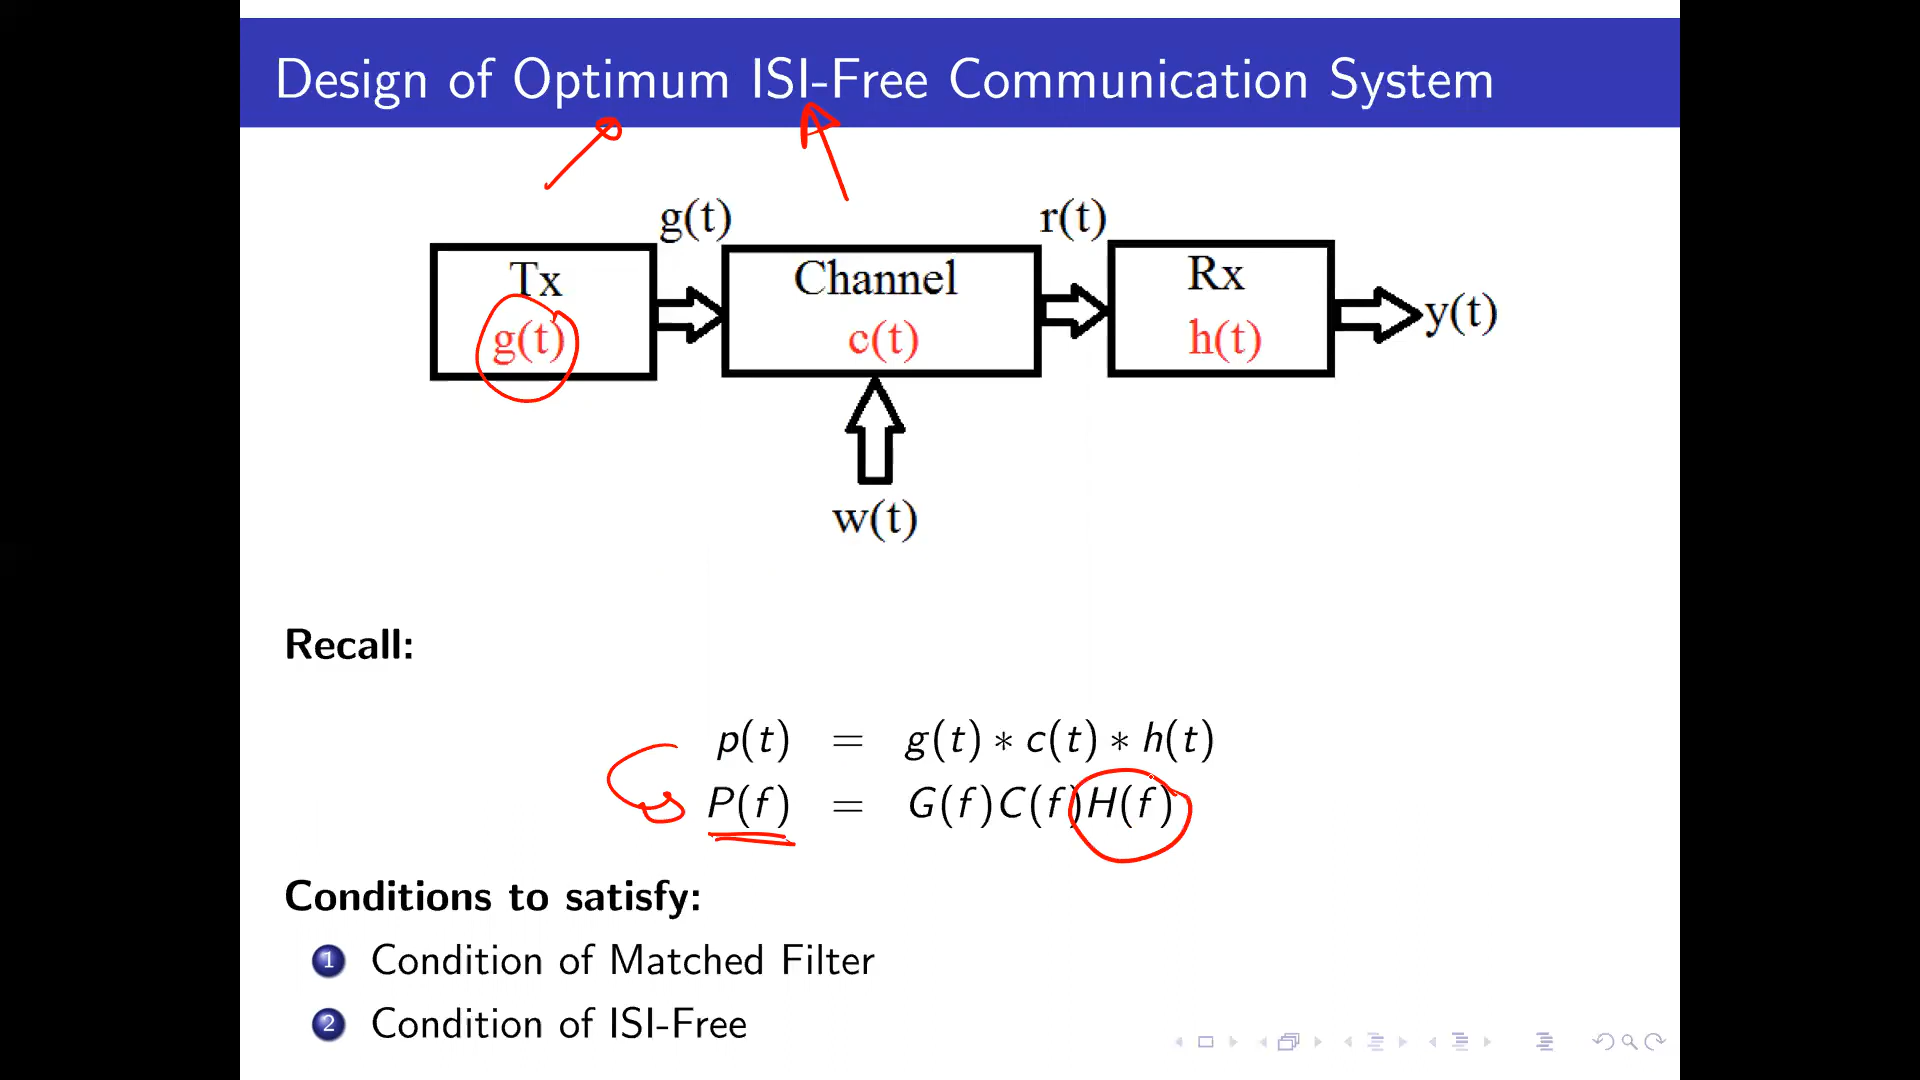 Design of Optimum ISI-Free Communication System
g(t) r(t)
Tx Channel Rx
g(t) c(t) h(t) y(t)
w(t)
Recall:
p(t) = g(t) ∗ c(t) ∗ h(t)
P(f) = G(f)C(f)H(f)
Conditions to satisfy:
1 Condition of Matched Filter
2 Condition of ISI-Free